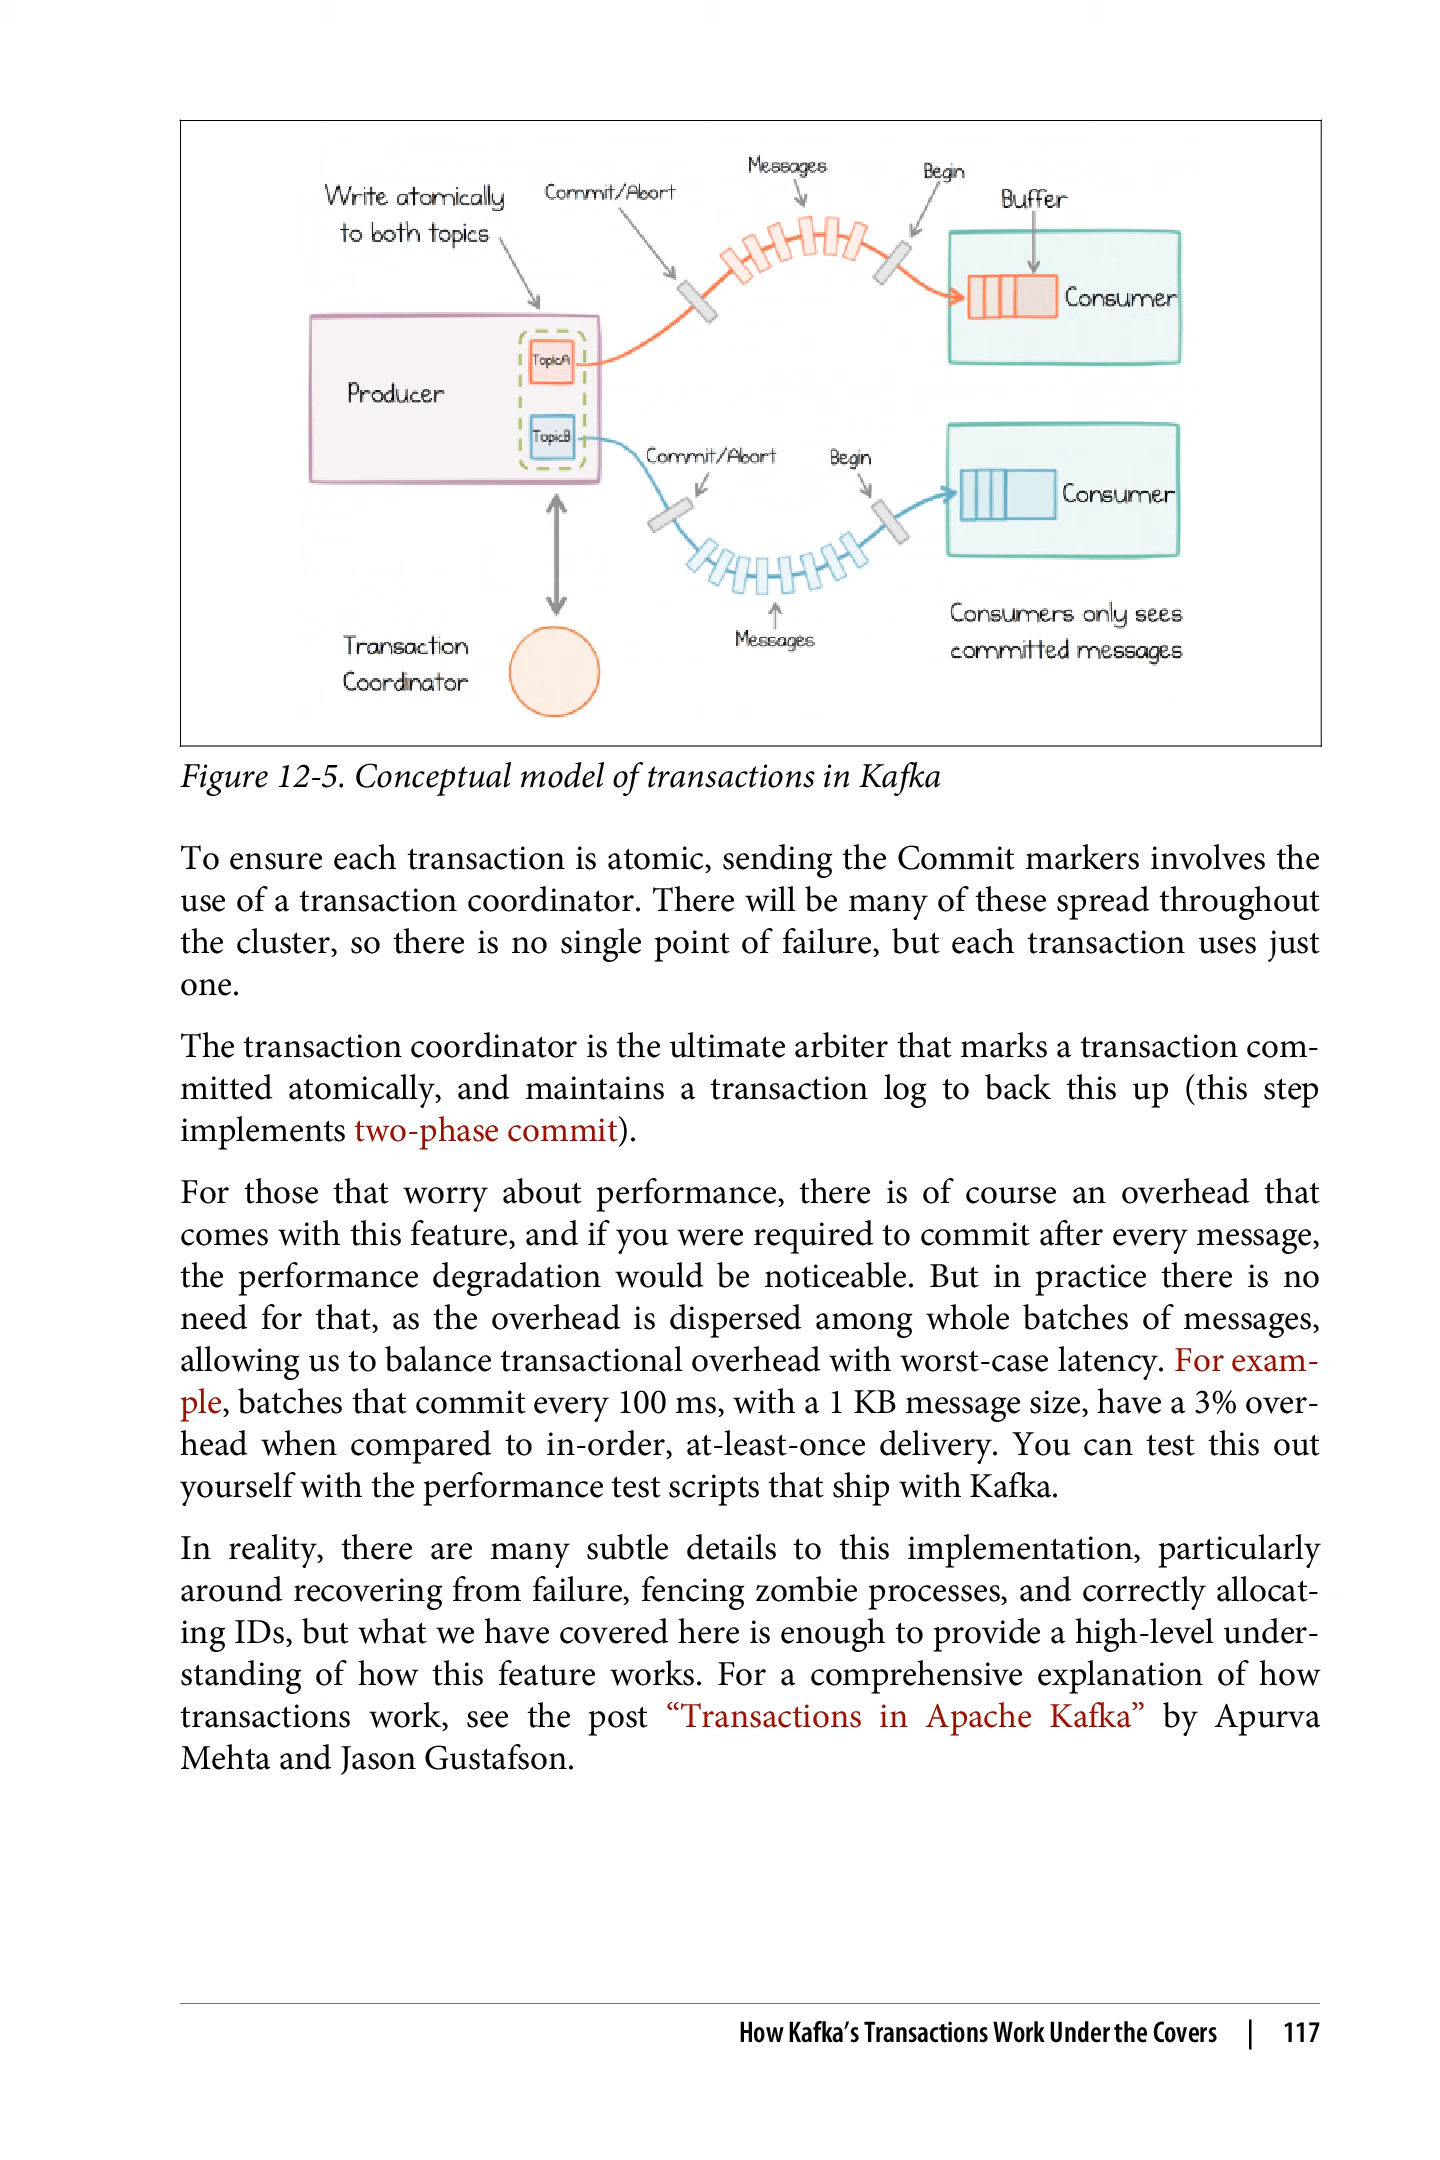 Messages
Begin
Write atomically
to both topics
Commit/Abort
Buffer
Consumer
TopicA
Producer
TopicB
Commit/Abort
Begin
Consumer
Consumers only sees
committed messages
Messages
Transaction
Coordinator
Figure 12-5. Conceptual model of transactions in Kafka
To ensure each transaction is atomic, sending the Commit markers involves the
use of a transaction coordinator. There will be many of these spread throughout
the cluster, so there is no single point of failure, but each transaction uses just
one.
The transaction coordinator is the ultimate arbiter that marks a transaction com-
mitted atomically, and maintains a transaction log to back this up (this step
implements two-phase commit).
For those that worry about performance, there is of course an overhead that
comes with this feature, and if you were required to commit after every message,
the performance degradation would be noticeable. But in practice there is no
need for that, as the overhead is dispersed among whole batches of messages,
allowing us to balance transactional overhead with worst-case latency. For exam-
ple, batches that commit every 100 ms, with a 1 KB message size, have a 3% over-
head when compared to in-order, at-least-once delivery. You can test this out
yourself with the performance test scripts that ship with Kafka.
In reality, there are many subtle details to this implementation, particularly
around recovering from failure, fencing zombie processes, and correctly allocat-
ing IDs, but what we have covered here is enough to provide a high-level under-
standing of how this feature works. For a comprehensive explanation of how
transactions work, see the post “Transactions in Apache Kafka” by Apurva
Mehta and Jason Gustafson.
How Kafka’s Transactions Work Under the Covers | 117